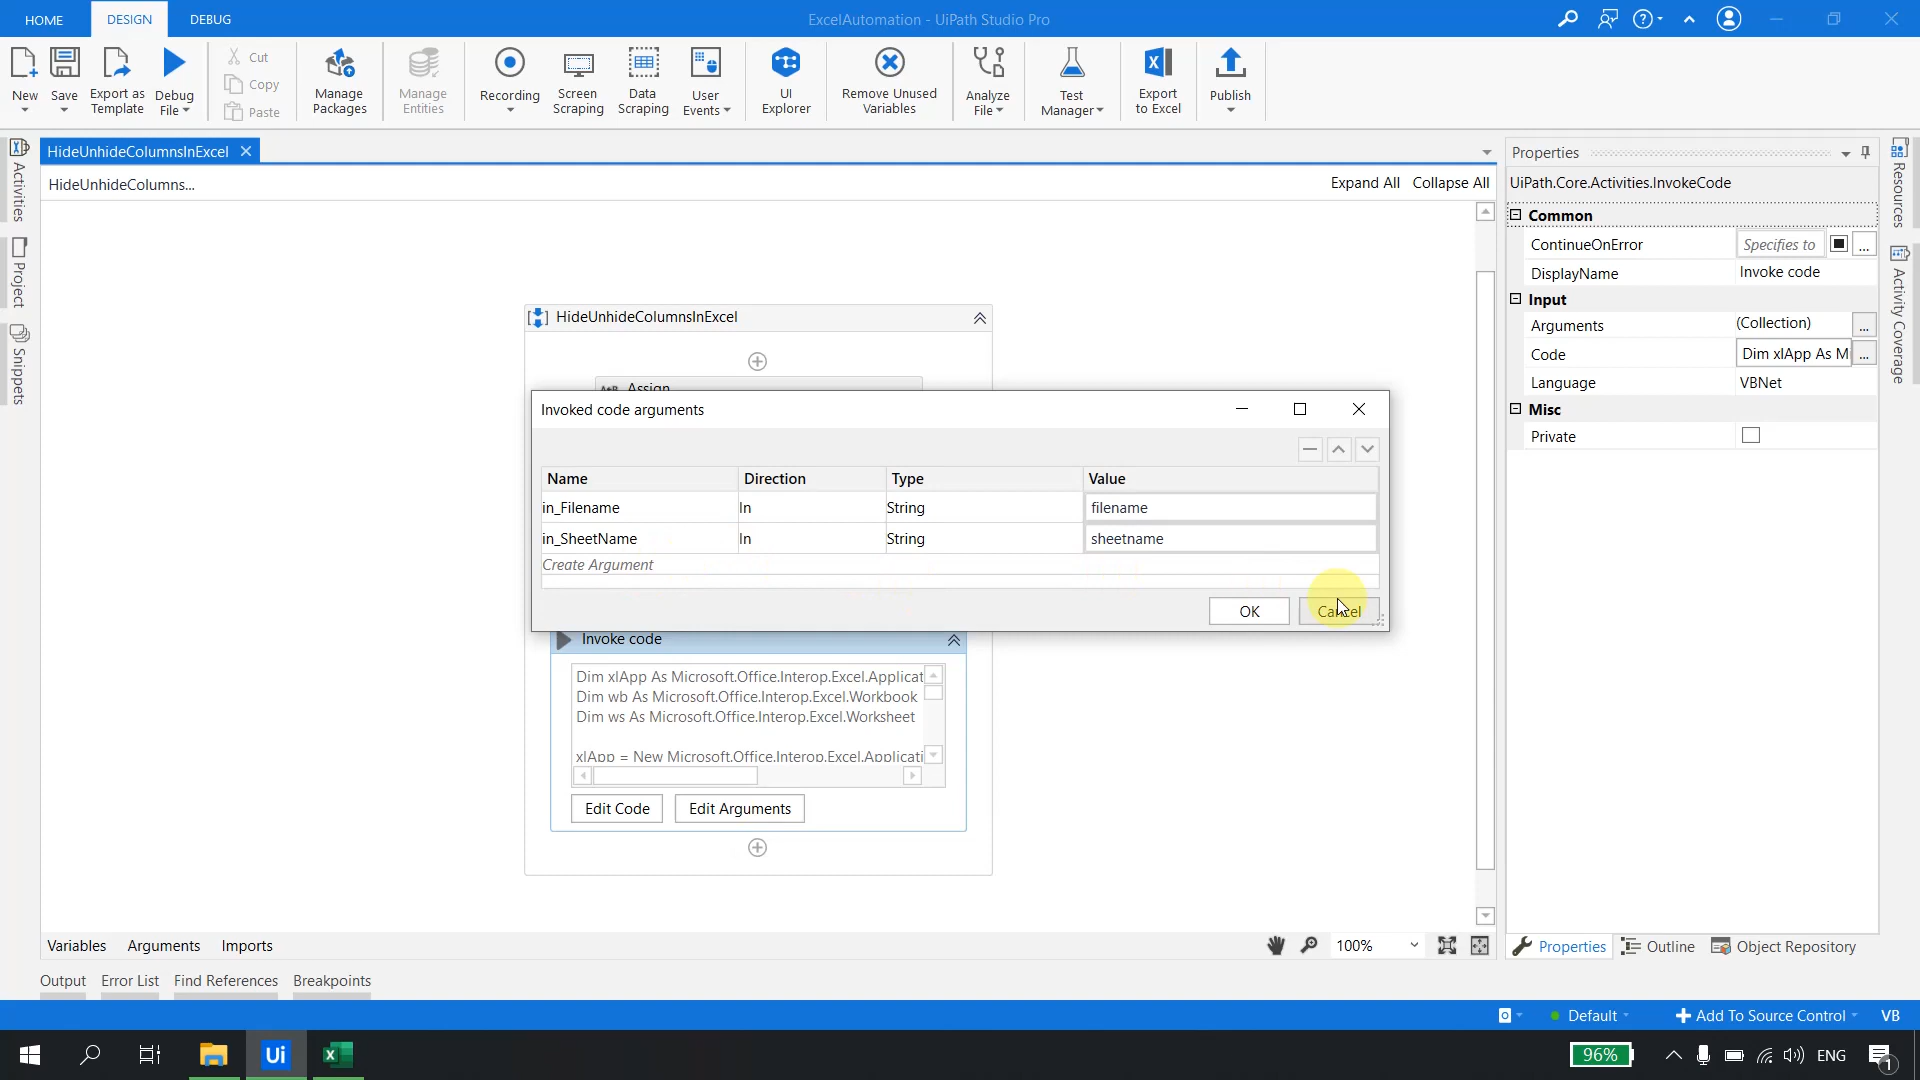 HOME
DESIGN
DEBUG
ExcelAutomation - UiPath Studio Pro
New
Save
Export as
Template
Debug
File
Cut
Copy
Paste
Manage
Packages
Manage
Entities
Recording
Screen
Scraping
Data
Scraping
User
Events
UI
Explorer
Remove Unused
Variables
Analyze
File
Test
Manager
Export
to Excel
Publish
HideUnhideColumnsInExcel
HideUnhideColumns...
Expand All
Collapse All
Activities
Project
Snippets
HideUnhideColumnsInExcel
Assign
Invoked code arguments
Name
Direction
Type
Value
in_Filename
In
String
filename
in_SheetName
In
String
sheetname
Create Argument
OK
Cancel
Invoke code
Dim xlApp As Microsoft.Office.Interop.Excel.Applicat
Dim wb As Microsoft.Office.Interop.Excel.Workbook
Dim ws As Microsoft.Office.Interop.Excel.Worksheet
xlApp = New Microsoft.Office.Interop.Excel.Applicati
Edit Code
Edit Arguments
Properties
UiPath.Core.Activities.InvokeCode
Common
ContinueOnError
Specifies to
...
DisplayName
Invoke code
Input
Arguments
(Collection)
...
Code
Dim xlApp As Mi
...
Language
VBNet
Misc
Private
Resources
Activity Coverage
Variables
Arguments
Imports
100%
Properties
Outline
Object Repository
Output
Error List
Find References
Breakpoints
Default
Add To Source Control
VB
Ui
96%
ENG
1